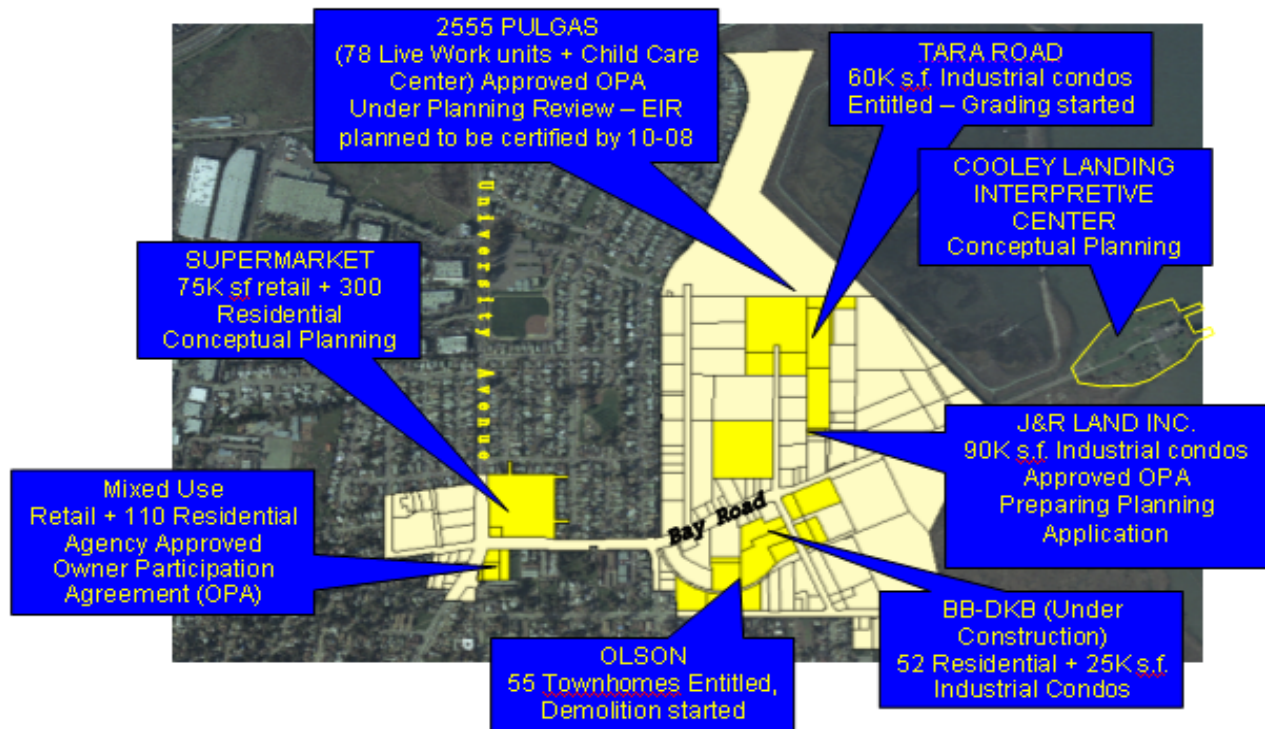 2555 PULGAS
(78 Live Work units + Child Care
Center) Approved OPA
Under Planning Review – EIR
planned to be certified by 10-08
TARA ROAD
60K s.f. Industrial condos
Entitled – Grading started
COOLEY LANDING
INTERPRETIVE
CENTER
Conceptual Planning
University Avenue
SUPERMARKET
75K sf retail + 300
Residential
Conceptual Planning
J&R LAND INC.
90K s.f. Industrial condos
Approved OPA
Preparing Planning
Application
Mixed Use
Retail + 110 Residential
Agency Approved
Owner Participation
Agreement (OPA)
Bay Road
BB-DKB (Under
Construction)
52 Residential + 25K s.f.
Industrial Condos
OLSON
55 Townhomes Entitled,
Demolition started